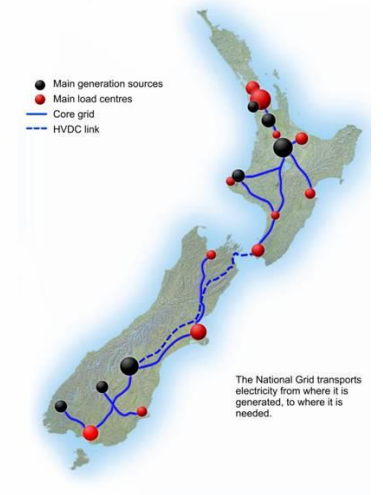 Main generation sources
Main load centres
Core grid
HVDC link
The National Grid transports
electricity from where it is
generated, to where it is
needed.